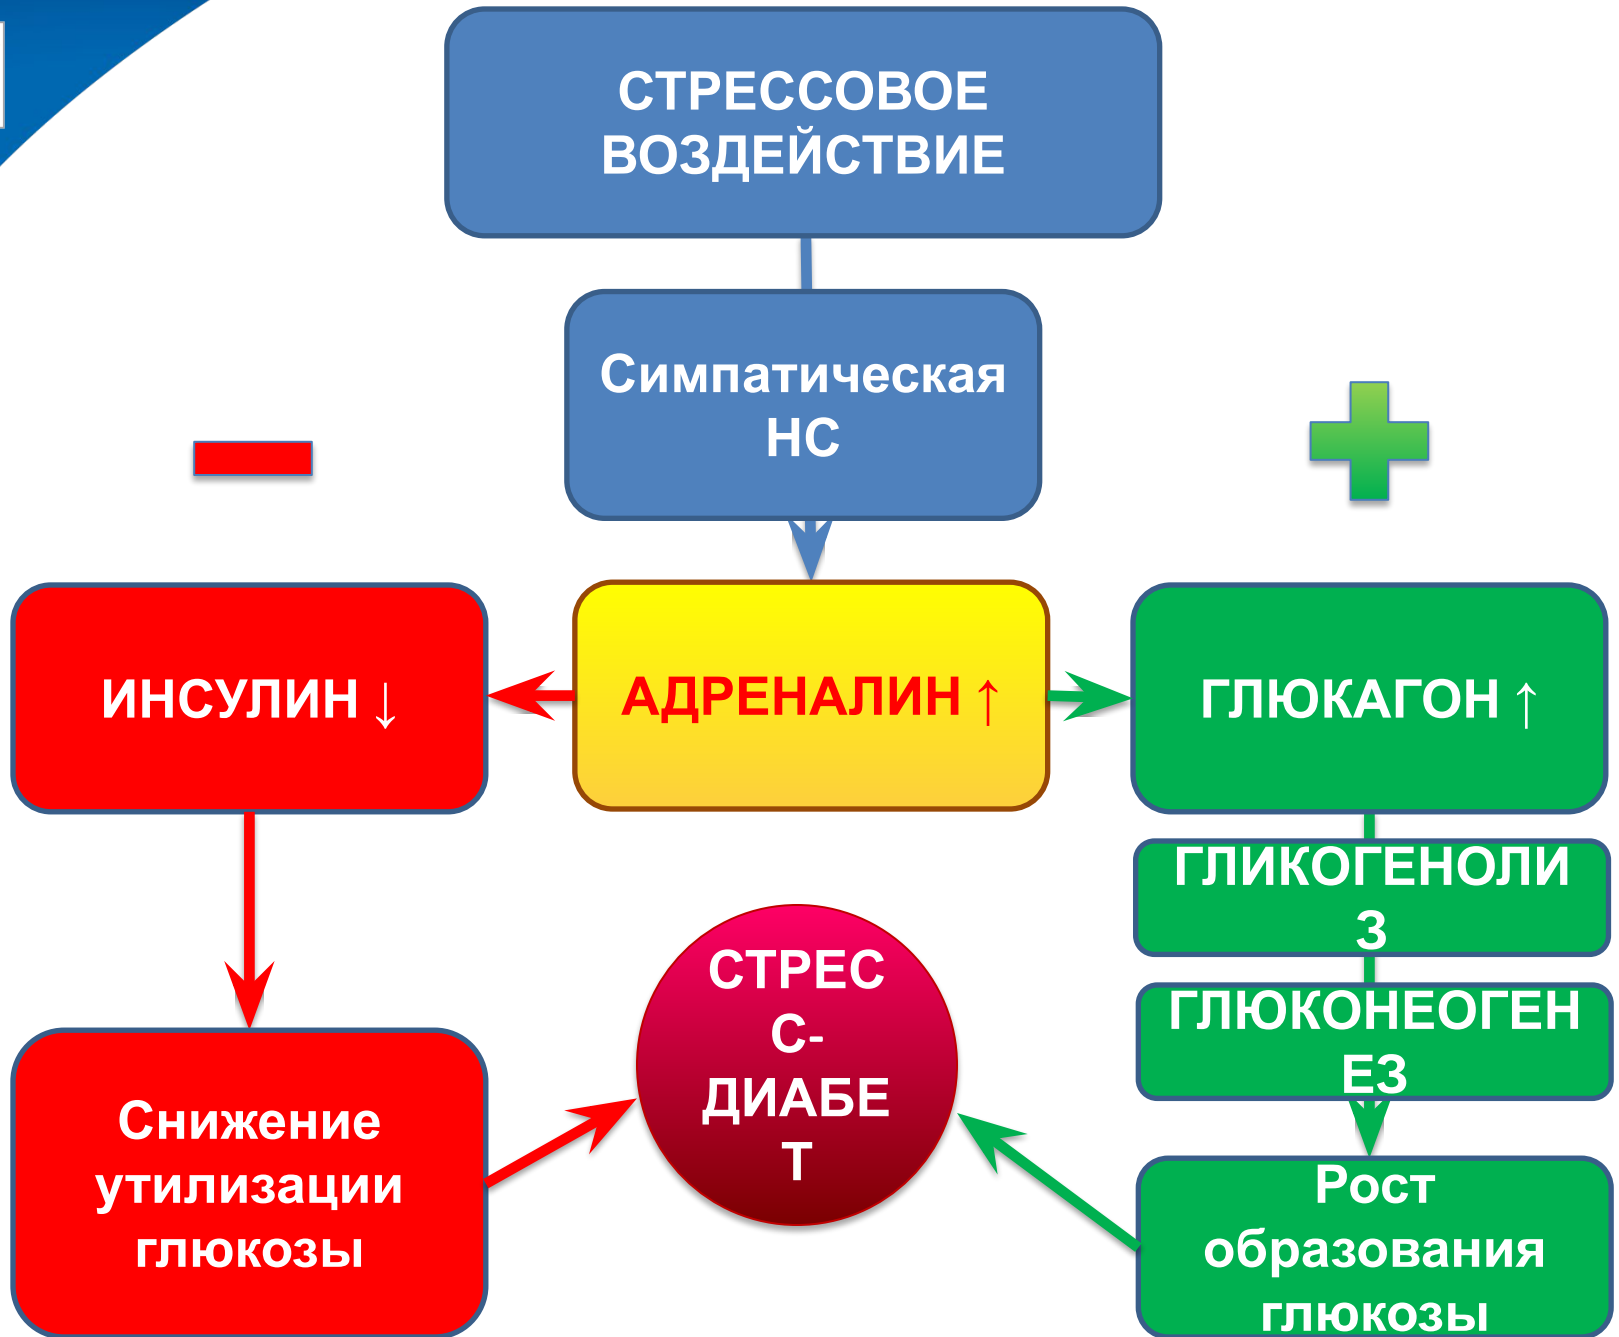 СТРЕССОВОЕ
ВОЗДЕЙСТВИЕ
Симпатическая
НС
ИНСУЛИН ↓
АДРЕНАЛИН ↑
ГЛЮКАГОН ↑
ГЛИКОГЕНОЛИ
З
ГЛЮКОНЕОГЕН
ЕЗ
СТРЕС
С-
ДИАБЕ
Т
Снижение
утилизации
глюкозы
Рост
образования
глюкозы